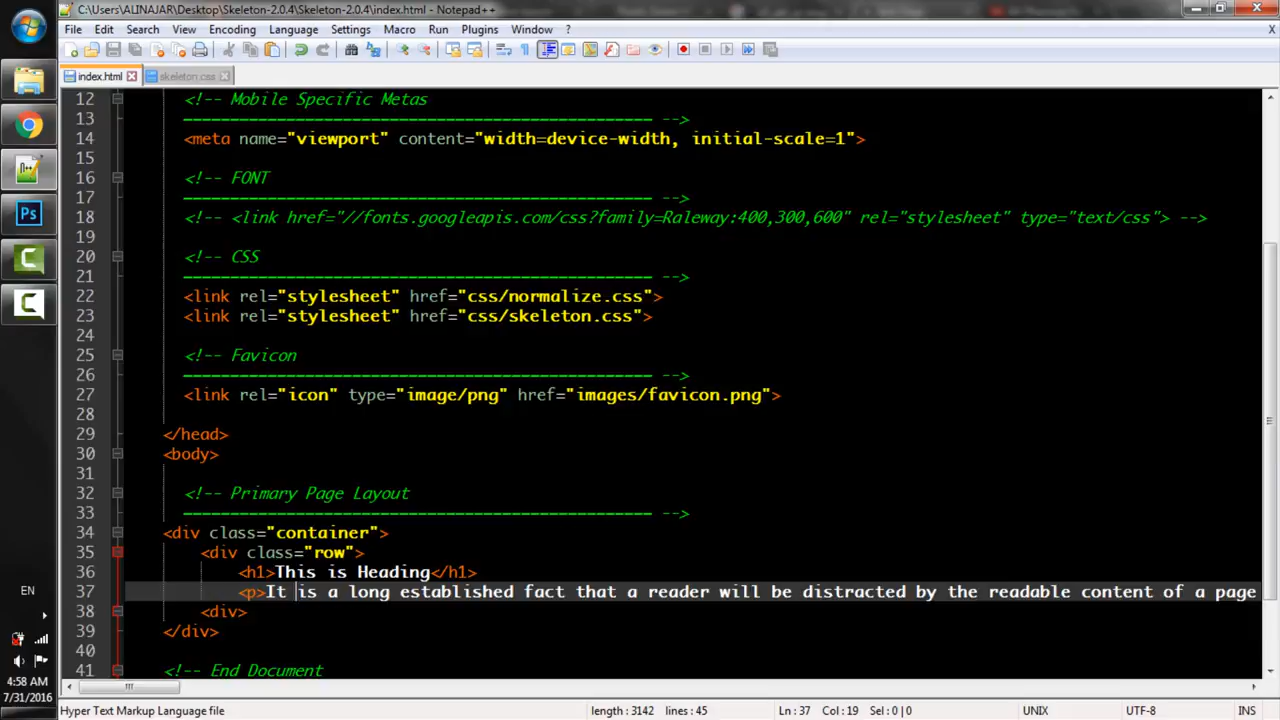 C:\Users\ALINAJAR\Desktop\Skeleton-2.0.4\Skeleton-2.0.4\index.html - Notepad++
File Edit Search View Encoding Language Settings Macro Run Plugins Window ? X
index.html skeleton.css
12 <!-- Mobile Specific Metas
13 –––––––––––––––––––––––––––––––––––––––––––––––––– -->
14 <meta name="viewport" content="width=device-width, initial-scale=1">
15
16 <!-- FONT
17 –––––––––––––––––––––––––––––––––––––––––––––––––– -->
18 <!-- <link href="//fonts.googleapis.com/css?family=Raleway:400,300,600" rel="stylesheet" type="text/css"> -->
19
20 <!-- CSS
21 –––––––––––––––––––––––––––––––––––––––––––––––––– -->
22 <link rel="stylesheet" href="css/normalize.css">
23 <link rel="stylesheet" href="css/skeleton.css">
24
25 <!-- Favicon
26 –––––––––––––––––––––––––––––––––––––––––––––––––– -->
27 <link rel="icon" type="image/png" href="images/favicon.png">
28
29 </head>
30 <body>
31
32 <!-- Primary Page Layout
33 –––––––––––––––––––––––––––––––––––––––––––––––––– -->
34 <div class="container">
35 <div class="row">
36 <h1>This is Heading</h1>
37 <p>It is a long established fact that a reader will be distracted by the readable content of a page
38 <div>
39 </div>
40
41 <!-- End Document
Ps
EN
4:58 AM
7/31/2016
Hyper Text Markup Language file length : 3142 lines : 45 Ln : 37 Col : 19 Sel : 0 | 0 UNIX UTF-8 INS